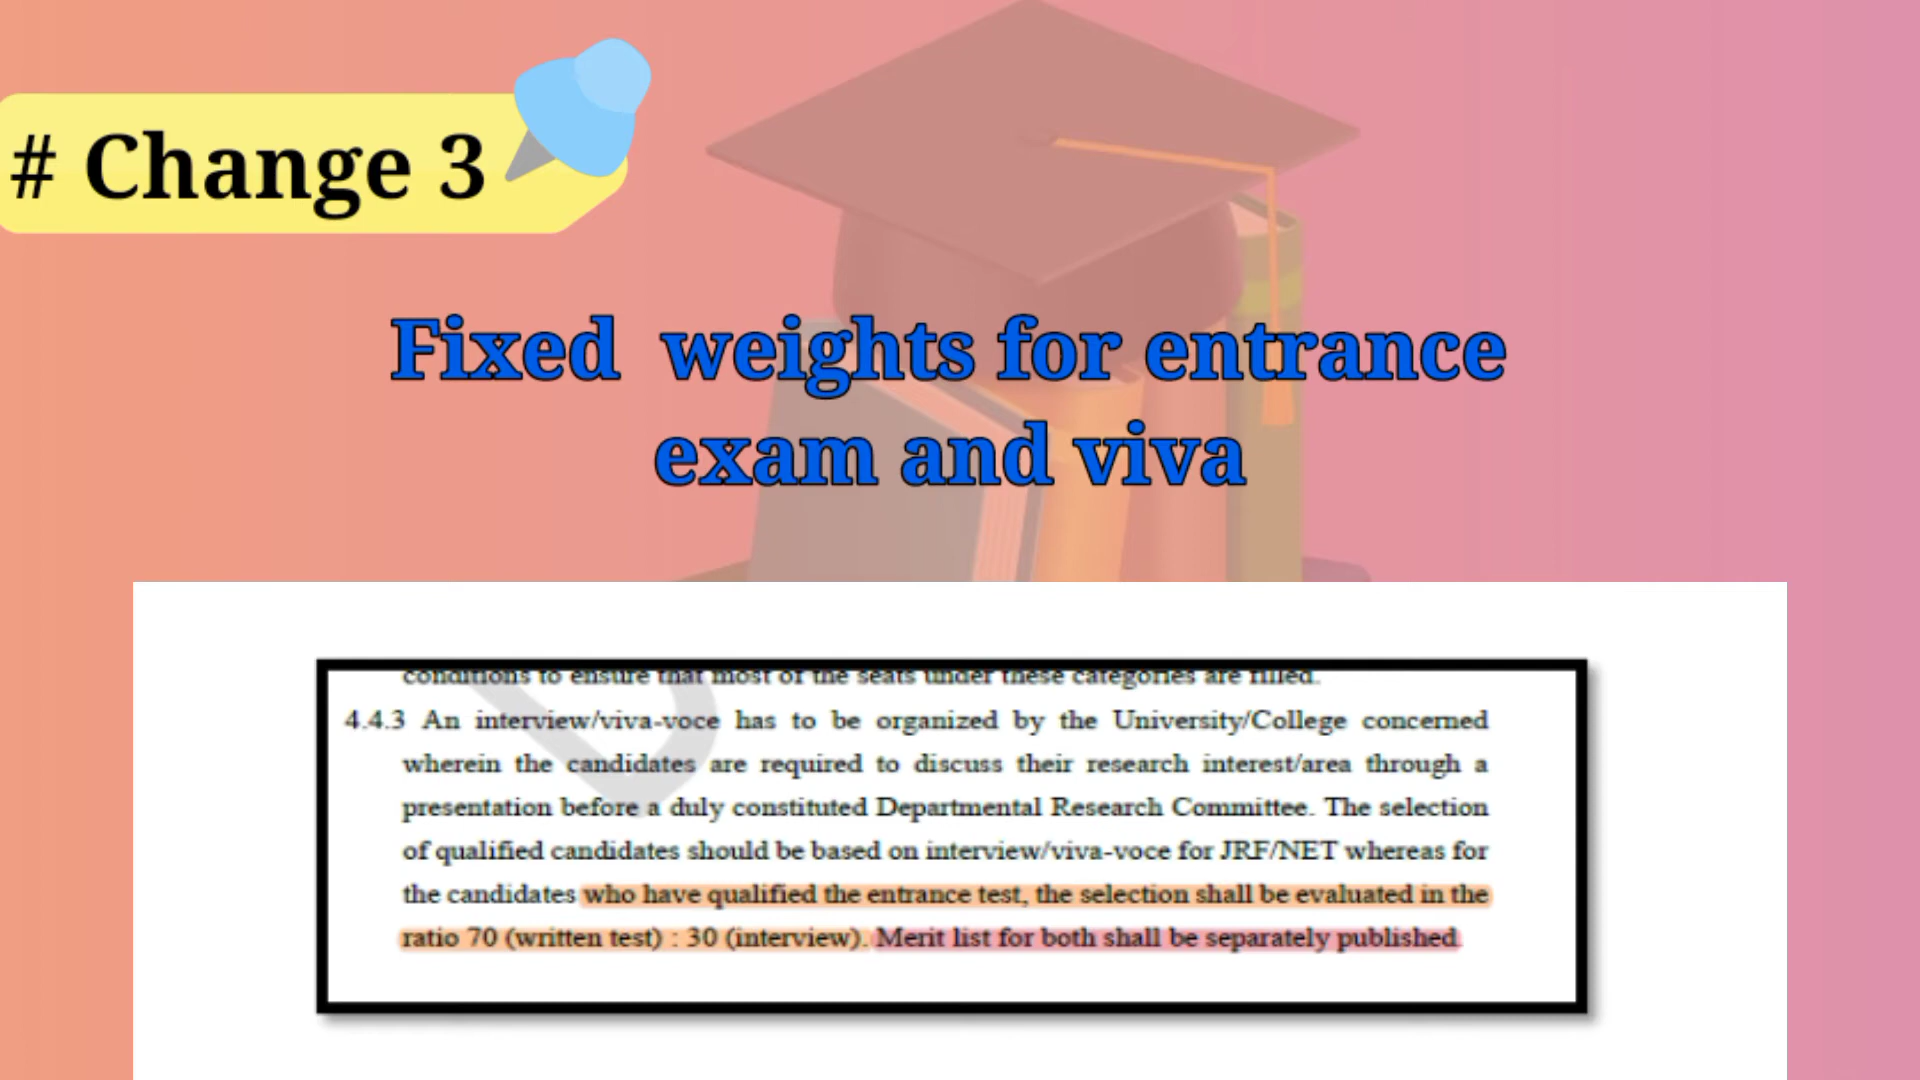 # Change 3
Fixed weights for entrance
exam and viva
conditions to ensure that most of the seats under these categories are filled.
4.4.3 An interview/viva-voce has to be organized by the University/College concerned
wherein the candidates are required to discuss their research interest/area through a
presentation before a duly constituted Departmental Research Committee. The selection
of qualified candidates should be based on interview/viva-voce for JRF/NET whereas for
the candidates who have qualified the entrance test, the selection shall be evaluated in the
ratio 70 (written test) : 30 (interview). Merit list for both shall be separately published.